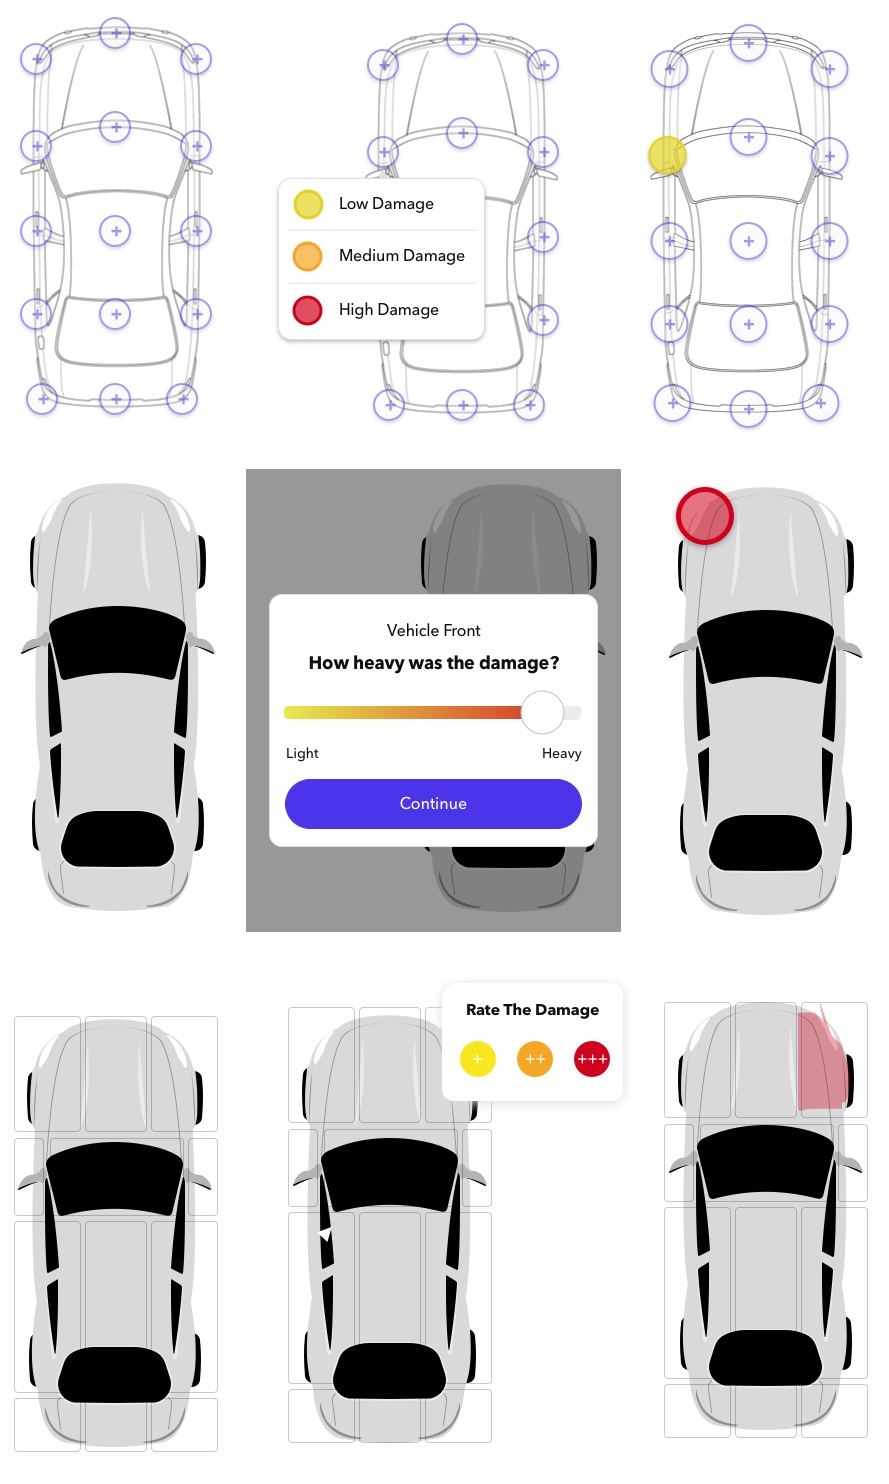 Low Damage
Medium Damage
High Damage
Vehicle Front
How heavy was the damage?
Light Heavy
Continue
Rate The Damage
+ ++ +++